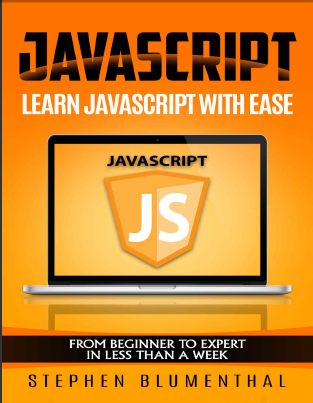 JAVASCRIPT
LEARN JAVASCRIPT WITH EASE
JAVASCRIPT
JS
FROM BEGINNER TO EXPERT
IN LESS THAN A WEEK
STEPHEN BLUMENTHAL